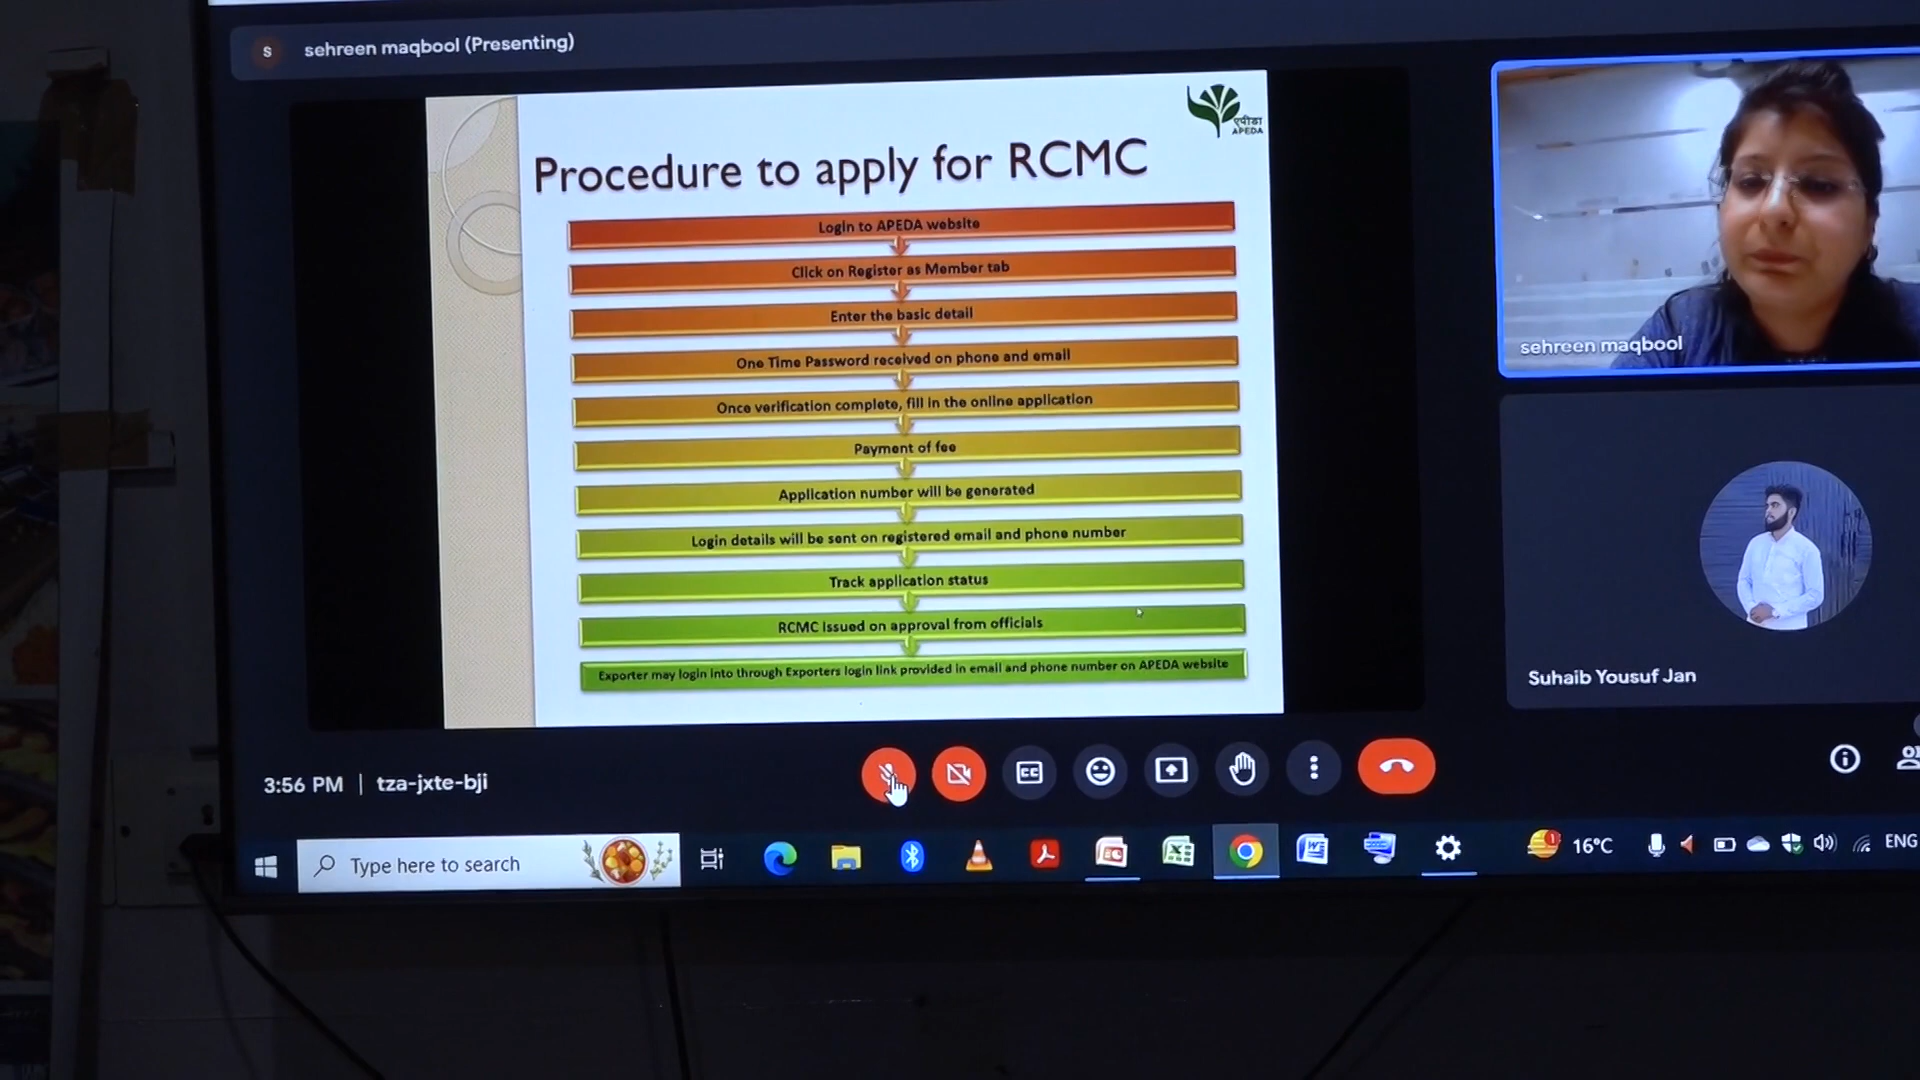 S
sehreen maqbool (Presenting)
एपीडा
APEDA
Procedure to apply for RCMC
Login to APEDA website
Click on Register as Member tab
Enter the basic detail
One Time Password received on phone and email
Once verification complete, fill in the online application
Payment of fee
Application number will be generated
Login details will be sent on registered email and phone number
Track application status
RCMC issued on approval from officials
Exporter may login into through Exporters login link provided in email and phone number on APEDA website
sehreen maqbool
Suhaib Yousuf Jan
3:56 PM | tza-jxte-bji
CC
Type here to search
1
16°C
ENG